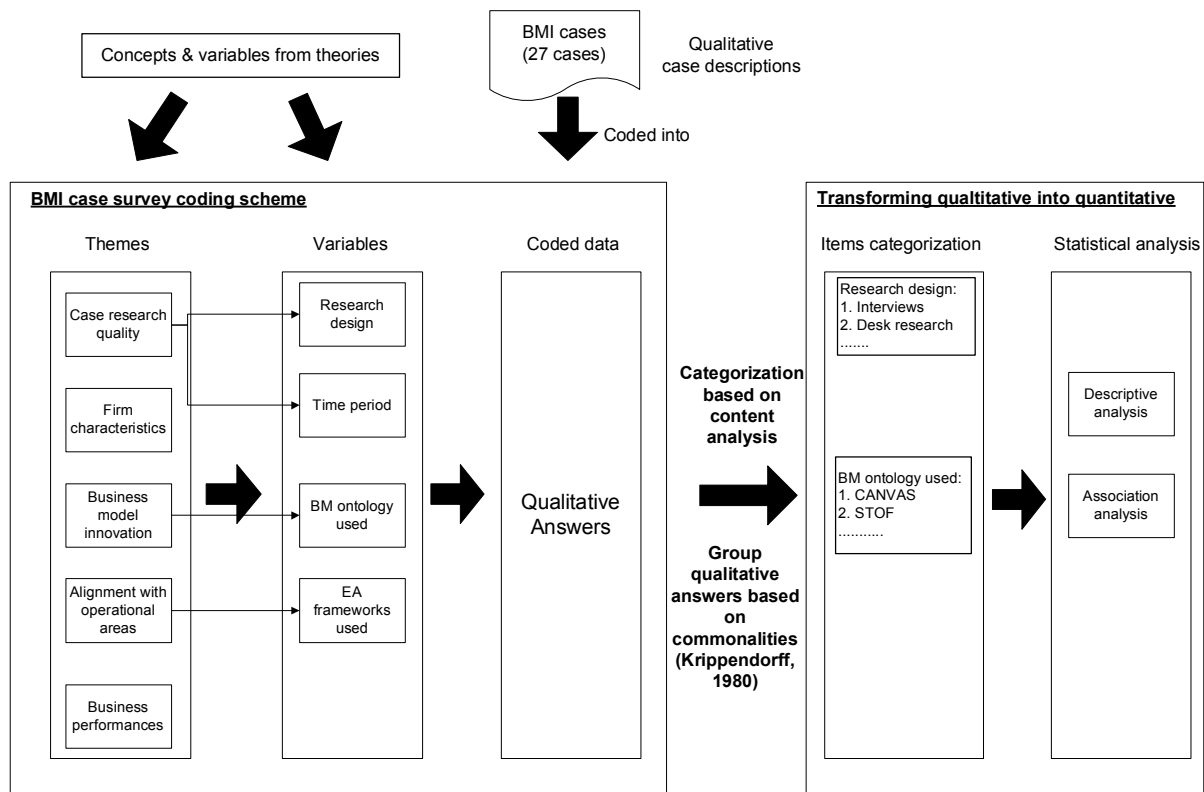 Concepts & variables from theories
BMI cases
(27 cases)
Qualitative
case descriptions
Coded into
BMI case survey coding scheme
Themes
Variables
Coded data
Case research
quality
Firm
characteristics
Business
model
innovation
Alignment with
operational
areas
Business
performances
Research
design
Time period
BM ontology
used
EA
frameworks
used
Qualitative
Answers
Categorization
based on
content
analysis
Group
qualitative
answers based
on
commonalities
(Krippendorff,
1980)
Transforming qualtitative into quantitative
Items categorization
Statistical analysis
Research design:
1. Interviews
2. Desk research
.......
BM ontology used:
1. CANVAS
2. STOF
...........
Descriptive
analysis
Association
analysis